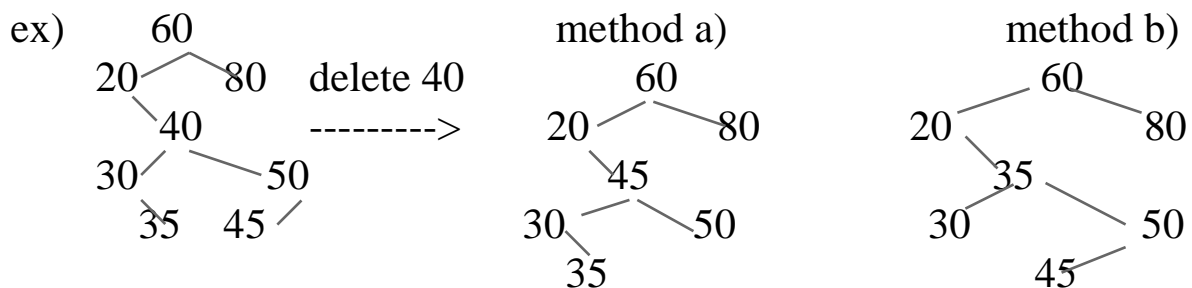 ex) 60 method a) method b)
20 80 delete 40 60 60
40 ---------> 20 80 20 80
30 50 45 35
35 45 30 50 30 50
35 45